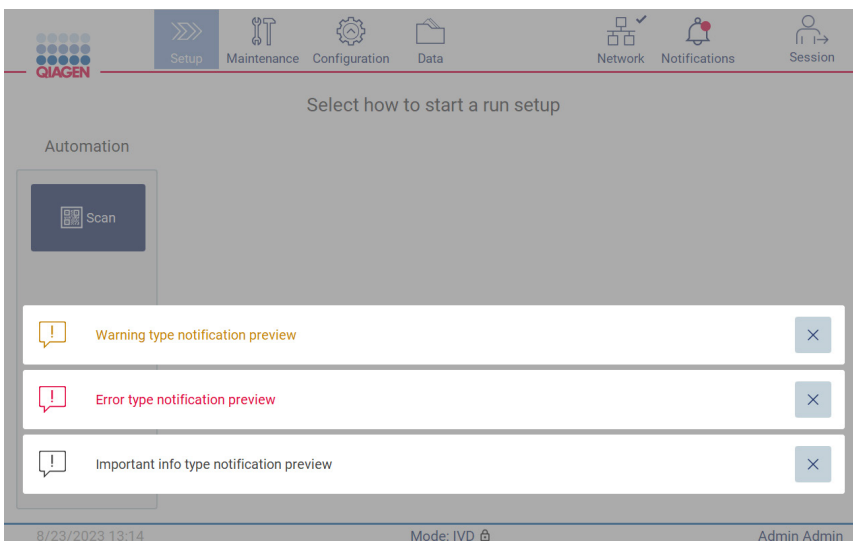 QIAGEN
Setup
Maintenance
Configuration
Data
Network
Notifications
Session
Select how to start a run setup
Automation
Scan
Warning type notification preview
Error type notification preview
Important info type notification preview
8/23/2023 13:14
Mode: IVD
Admin Admin